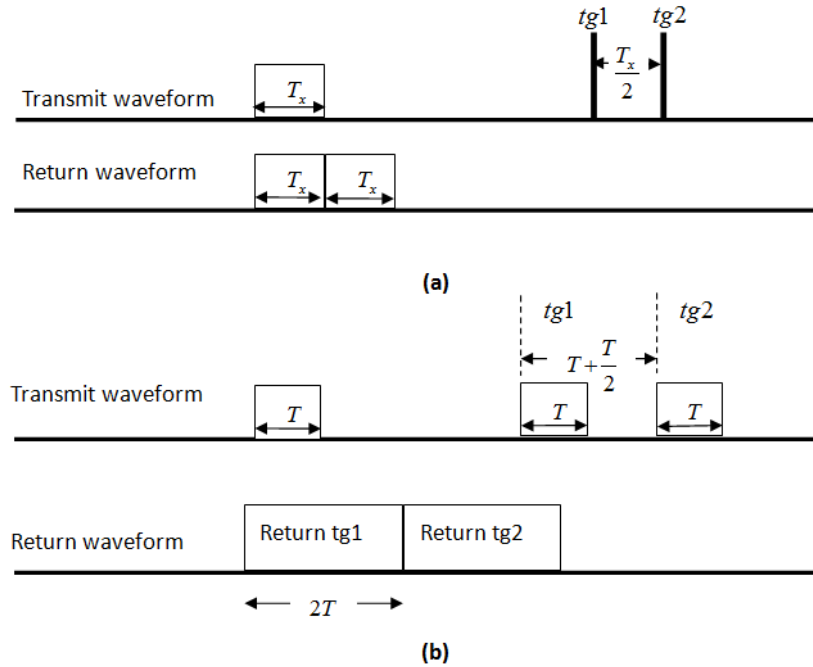 tg1 tg2
T_x/2
T_x
Transmit waveform
Return waveform
T_x T_x
(a)
tg1 tg2
T + T/2
Transmit waveform
T T T
Return tg1 Return tg2
Return waveform
2T
(b)